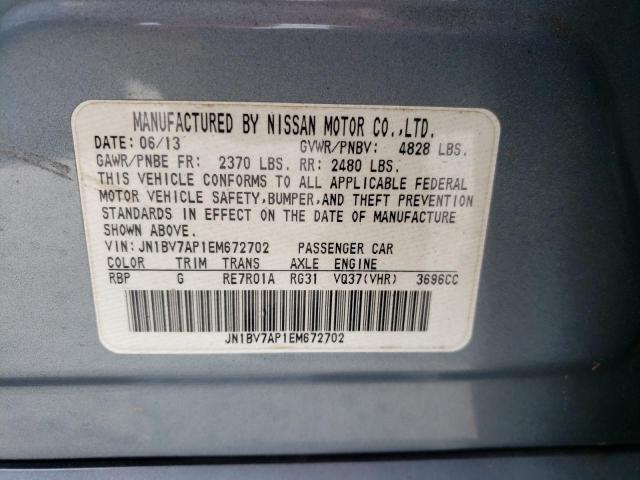 MANUFACTURED BY NISSAN MOTOR CO.,LTD.
DATE: 06/13 GVWR/PNBV: 4828 LBS.
GAWR/PNBE FR: 2370 LBS. RR: 2480 LBS.
THIS VEHICLE CONFORMS TO ALL APPLICABLE FEDERAL
MOTOR VEHICLE SAFETY,BUMPER,AND THEFT PREVENTION
STANDARDS IN EFFECT ON THE DATE OF MANUFACTURE
SHOWN ABOVE.
VIN: JN1BV7AP1EM672702 PASSENGER CAR
COLOR TRIM TRANS AXLE ENGINE
RBP G RE7R01A RG31 VQ37(VHR) 3696CC
JN1BV7AP1EM672702